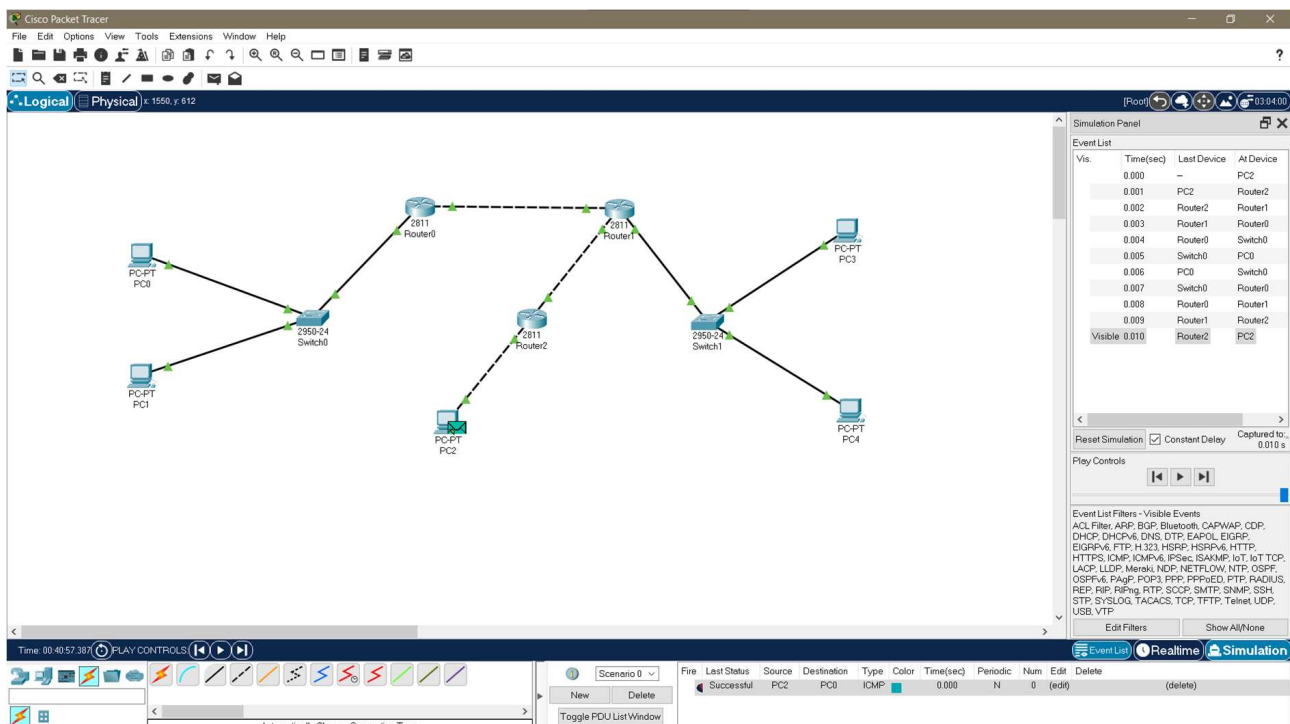 Cisco Packet Tracer
File Edit Options View Tools Extensions Window Help
?
Logical Physical x: 1550, y: 612
[Root] 03:04:00
2811
Router0
2811
Router1
PC-PT
PC0
PC-PT
PC3
2950-24
Switch0
2811
Router2
2950-24
Switch1
PC-PT
PC1
PC-PT
PC2
PC-PT
PC4
Simulation Panel
Event List
Vis. Time(sec) Last Device At Device
0.000 -- PC2
0.001 PC2 Router2
0.002 Router2 Router1
0.003 Router1 Router0
0.004 Router0 Switch0
0.005 Switch0 PC0
0.006 PC0 Switch0
0.007 Switch0 Router0
0.008 Router0 Router1
0.009 Router1 Router2
Visible 0.010 Router2 PC2
Reset Simulation Constant Delay Captured to:
0.010 s
Play Controls
Event List Filters - Visible Events
ACL Filter, ARP, BGP, Bluetooth, CAPWAP, CDP,
DHCP, DHCPv6, DNS, DTP, EAPOL, EIGRP,
EIGRPv6, FTP, H.323, HSRP, HSRPv6, HTTP,
HTTPS, ICMP, ICMPv6, IPSec, ISAKMP, IoT, IoT TCP,
LACP, LLDP, Meraki, NDP, NETFLOW, NTP, OSPF,
OSPFv6, PAgP, POP3, PPP, PPPoED, PTP, RADIUS,
REP, RIP, RIPng, RTP, SCCP, SMTP, SNMP, SSH,
STP, SYSLOG, TACACS, TCP, TFTP, Telnet, UDP,
USB, VTP
Edit Filters Show All/None
Time: 00:40:57.387 PLAY CONTROLS:
Event List Realtime Simulation
Scenario 0
New Delete
Toggle PDU List Window
Fire Last Status Source Destination Type Color Time(sec) Periodic Num Edit Delete
Successful PC2 PC0 ICMP 0.000 N 0 (edit) (delete)